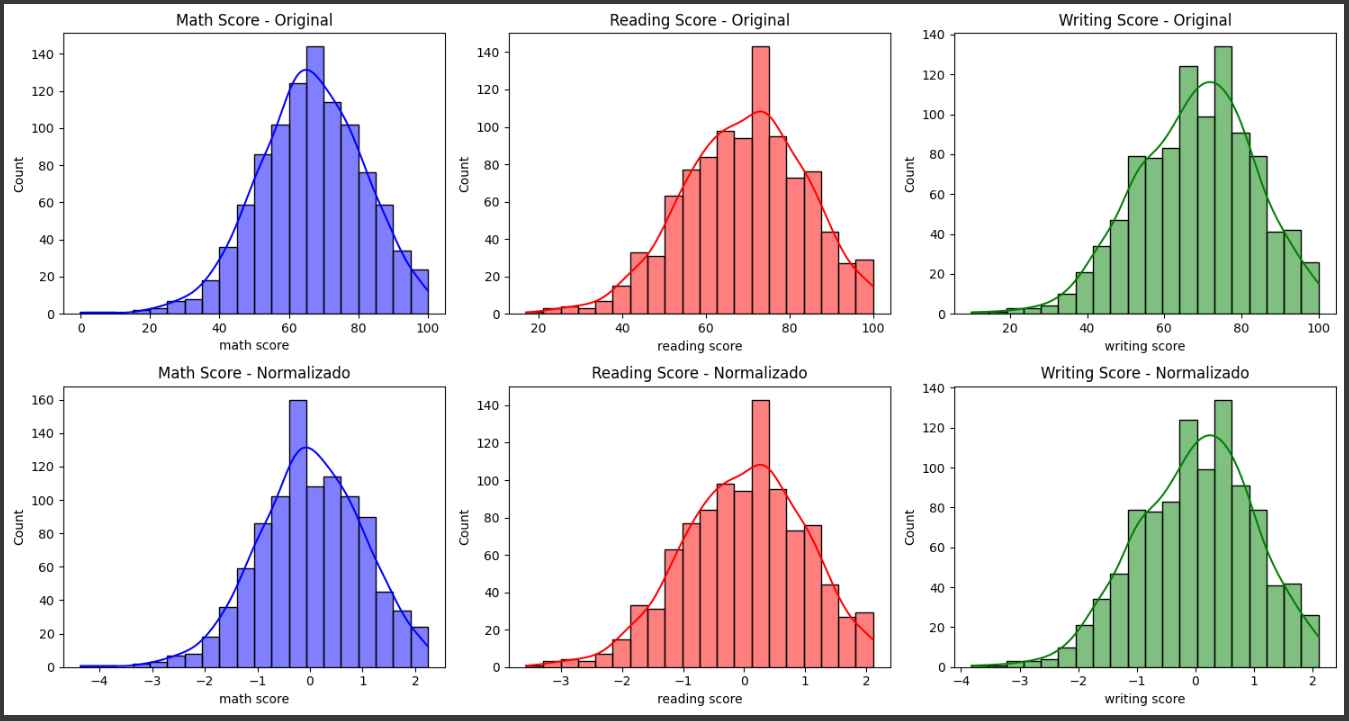 Math Score - Original
Reading Score - Original
Writing Score - Original
Count
140
120
100
80
60
40
20
0
0 20 40 60 80 100
math score
Count
140
120
100
80
60
40
20
0
20 40 60 80 100
reading score
Count
140
120
100
80
60
40
20
0
20 40 60 80 100
writing score
Math Score - Normalizado
Reading Score - Normalizado
Writing Score - Normalizado
Count
160
140
120
100
80
60
40
20
0
−4 −3 −2 −1 0 1 2
math score
Count
140
120
100
80
60
40
20
0
−3 −2 −1 0 1 2
reading score
Count
140
120
100
80
60
40
20
0
−4 −3 −2 −1 0 1 2
writing score